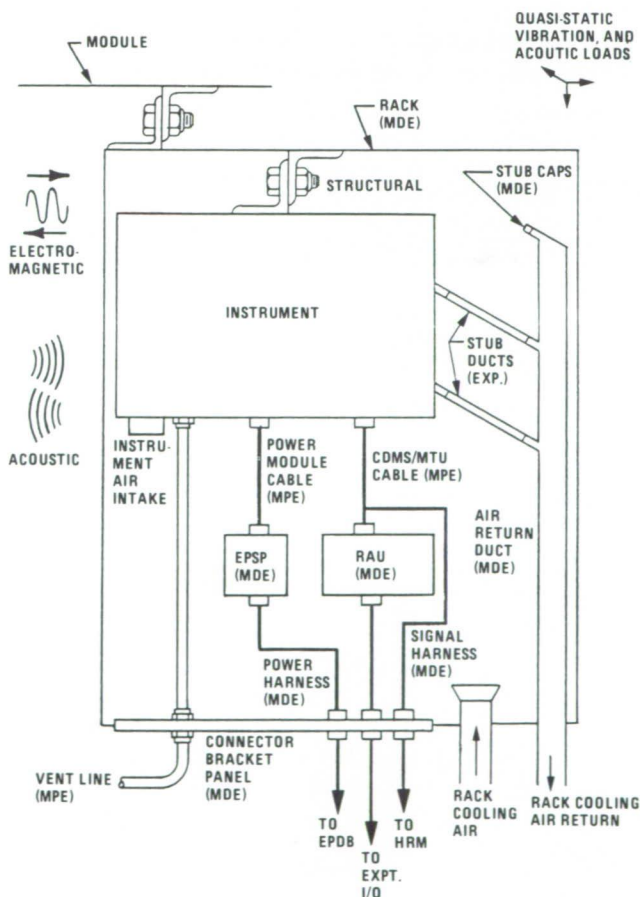 MODULE
QUASI-STATIC
VIBRATION, AND
ACOUTIC LOADS
RACK
(MDE)
STUB CAPS
(MDE)
STRUCTURAL
ELECTRO-
MAGNETIC
INSTRUMENT
STUB
DUCTS
(EXP.)
ACOUSTIC
INSTRU-
MENT
AIR
INTAKE
POWER
MODULE
CABLE
(MPE)
CDMS/MTU
CABLE (MPE)
AIR
RETURN
DUCT
(MDE)
EPSP
(MDE)
RAU
(MDE)
POWER
HARNESS
(MDE)
SIGNAL
HARNESS
(MDE)
VENT LINE
(MPE)
CONNECTOR
BRACKET
PANEL
(MDE)
TO
EPDB
TO
EXPT.
I/O
TO
HRM
RACK
COOLING
AIR
RACK COOLING
AIR RETURN